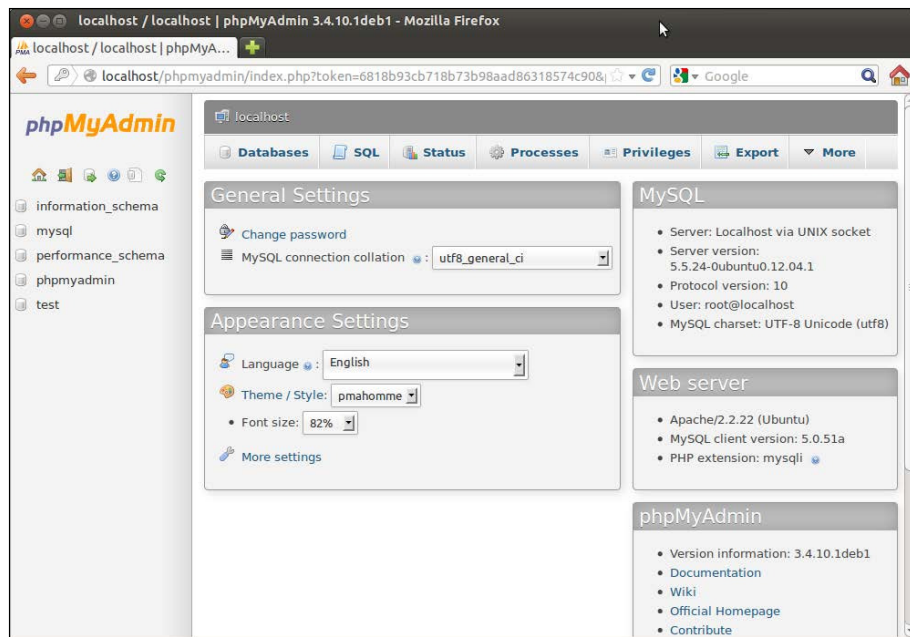 localhost / localhost | phpMyAdmin 3.4.10.1deb1 - Mozilla Firefox
localhost / localhost | phpMyA...
localhost/phpmyadmin/index.php?token=6818b93cb718b73b98aad86318574c90&
Google
phpMyAdmin
information_schema
mysql
performance_schema
phpmyadmin
test
localhost
Databases SQL Status Processes Privileges Export More
General Settings
Change password
MySQL connection collation : utf8_general_ci
Appearance Settings
Language : English
Theme / Style: pmahomme
• Font size: 82%
More settings
MySQL
• Server: Localhost via UNIX socket
• Server version:
5.5.24-0ubuntu0.12.04.1
• Protocol version: 10
• User: root@localhost
• MySQL charset: UTF-8 Unicode (utf8)
Web server
• Apache/2.2.22 (Ubuntu)
• MySQL client version: 5.0.51a
• PHP extension: mysqli
phpMyAdmin
• Version information: 3.4.10.1deb1
• Documentation
• Wiki
• Official Homepage
• Contribute